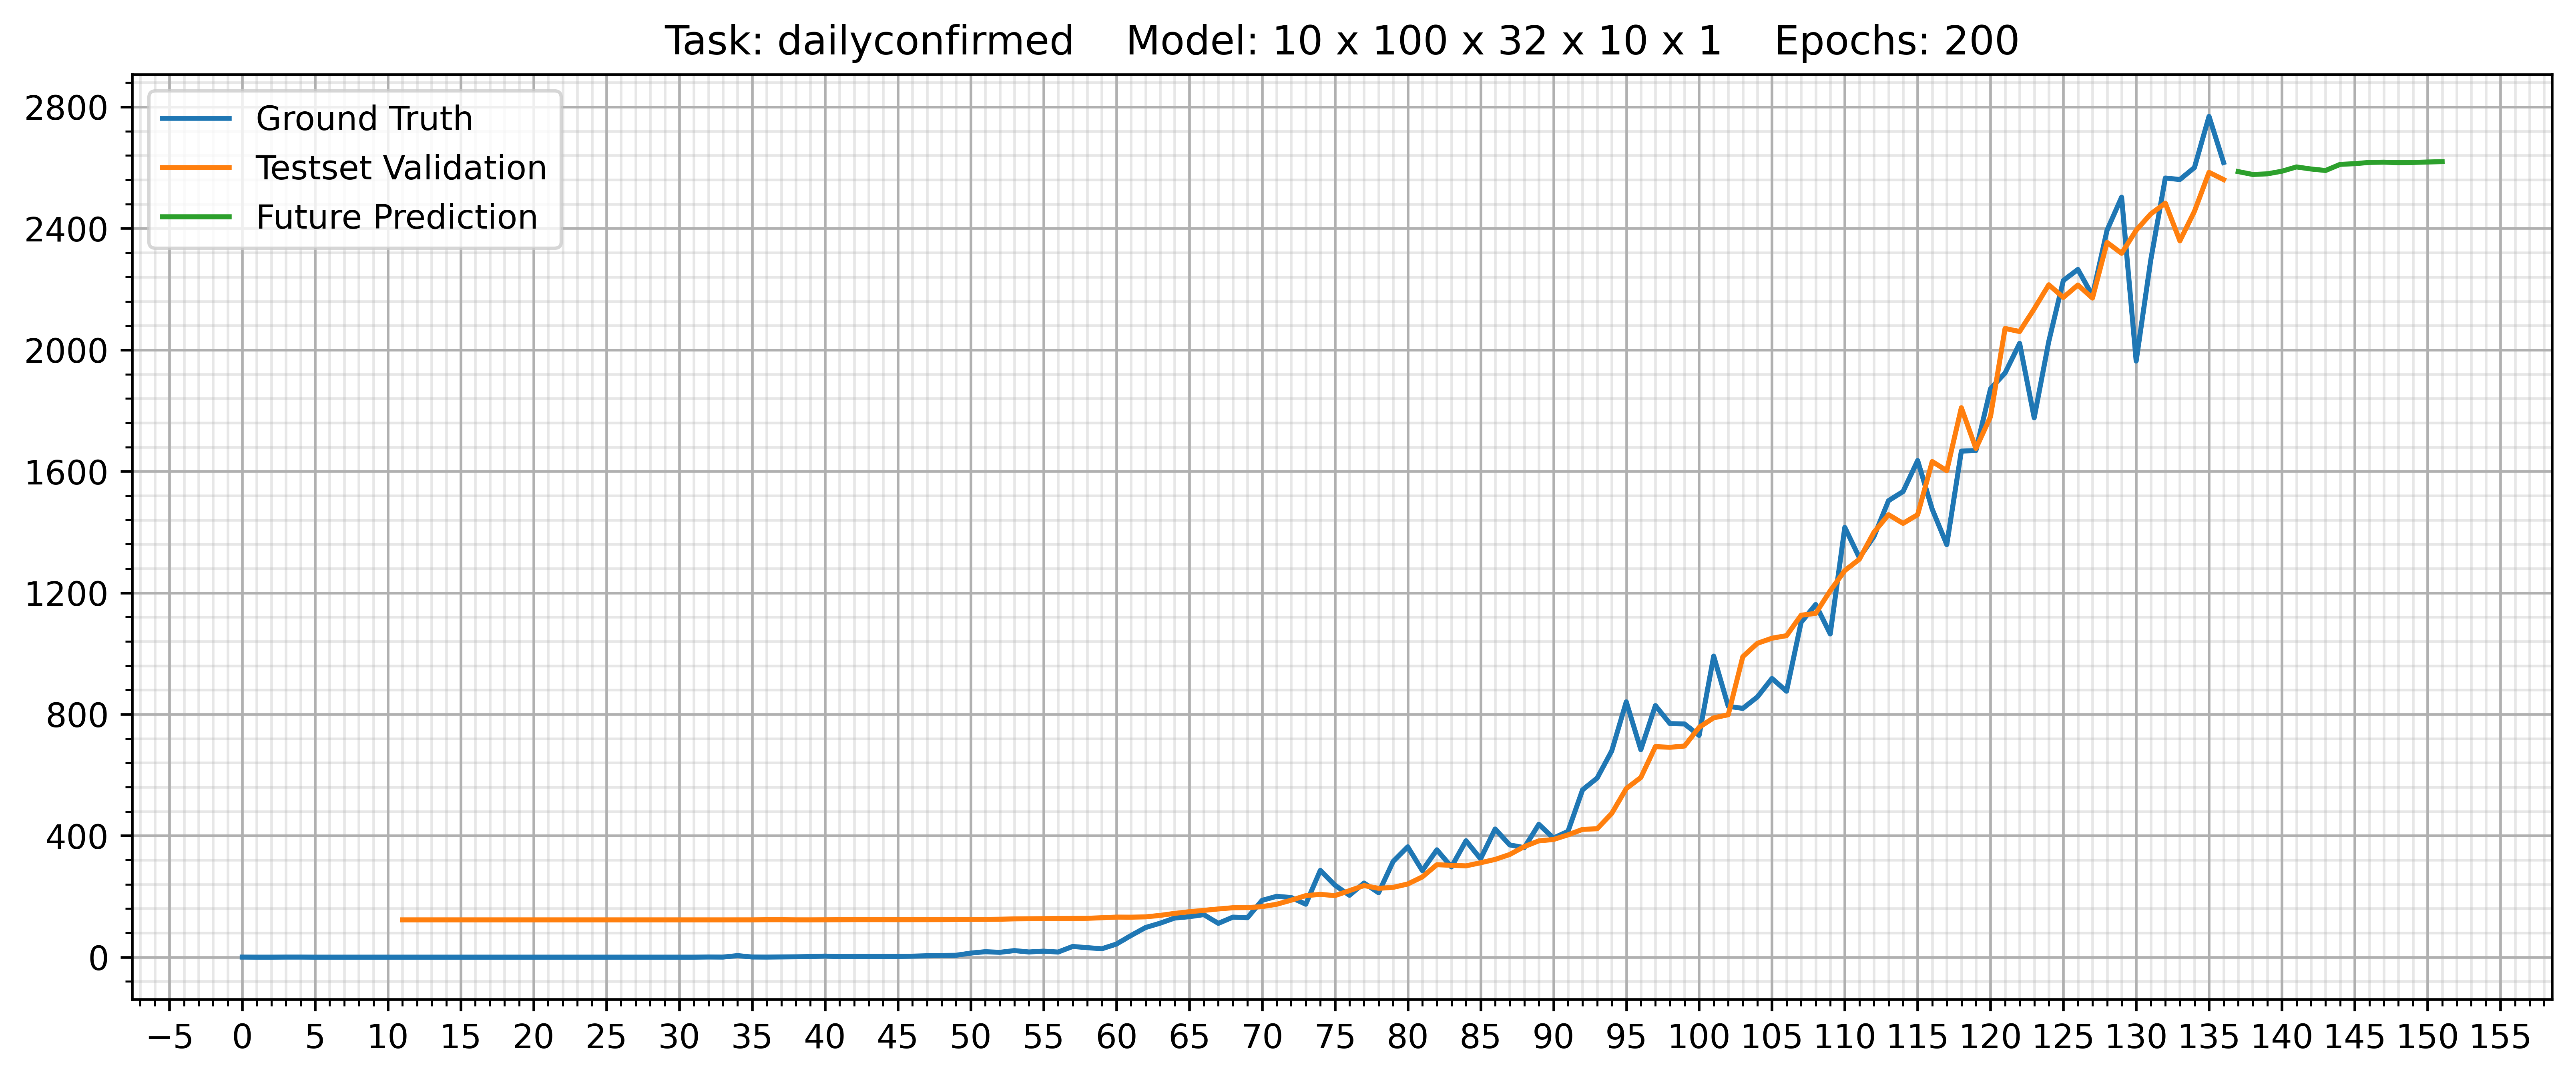 Task: dailyconfirmed    Model: 10 x 100 x 32 x 10 x 1    Epochs: 200
2800
2400
2000
1600
1200
800
400
0
Ground Truth
Testset Validation
Future Prediction
−5 0 5 10 15 20 25 30 35 40 45 50 55 60 65 70 75 80 85 90 95 100 105 110 115 120 125 130 135 140 145 150 155